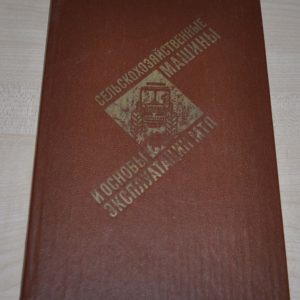 СЕЛЬСКОХОЗЯЙСТВЕННЫЕ
МАШИНЫ
И ОСНОВЫ
ЭКСПЛУАТАЦИИ МТП